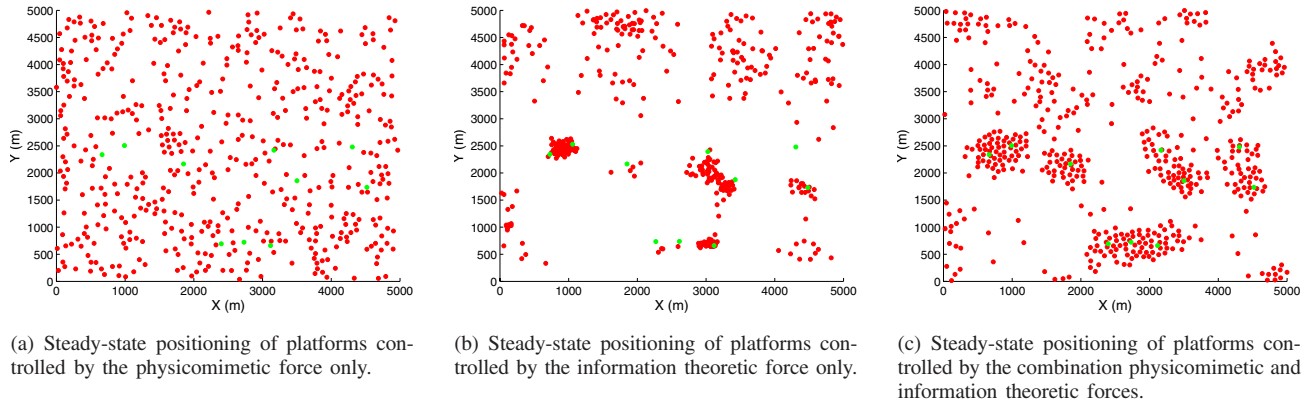 5000
4500
4000
3500
3000
2500
2000
1500
1000
500
0
Y (m)
0 1000 2000 3000 4000 5000
X (m)
(a) Steady-state positioning of platforms con-
trolled by the physicomimetic force only.
5000
4500
4000
3500
3000
2500
2000
1500
1000
500
0
Y (m)
0 1000 2000 3000 4000 5000
X (m)
(b) Steady-state positioning of platforms con-
trolled by the information theoretic force only.
5000
4500
4000
3500
3000
2500
2000
1500
1000
500
0
Y (m)
0 1000 2000 3000 4000 5000
X (m)
(c) Steady-state positioning of platforms con-
trolled by the combination physicomimetic and
information theoretic forces.